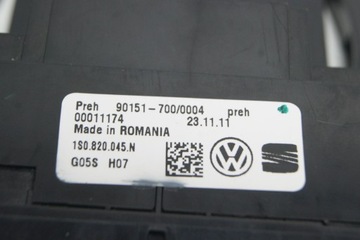 Preh 90151-700/0004 preh
00011174 23.11.11
Made in ROMANIA
1S0.820.045.N
G05S H07